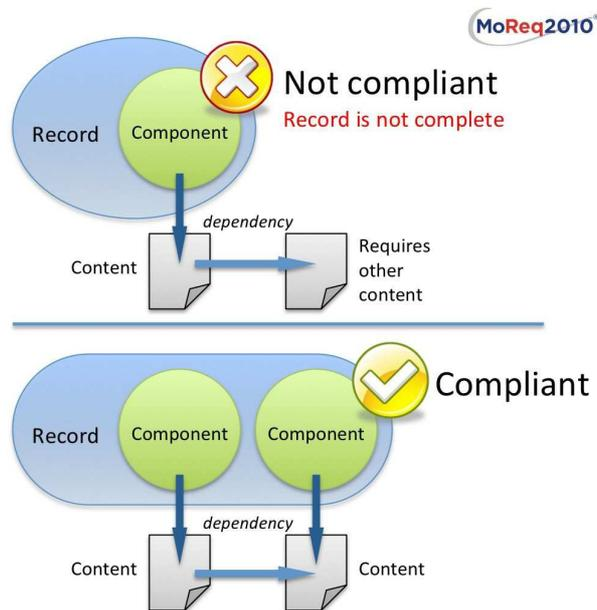 MoReq2010®
Not compliant
Record is not complete
Record
Component
dependency
Content
Requires
other
content
Compliant
Record
Component
Component
dependency
Content
Content